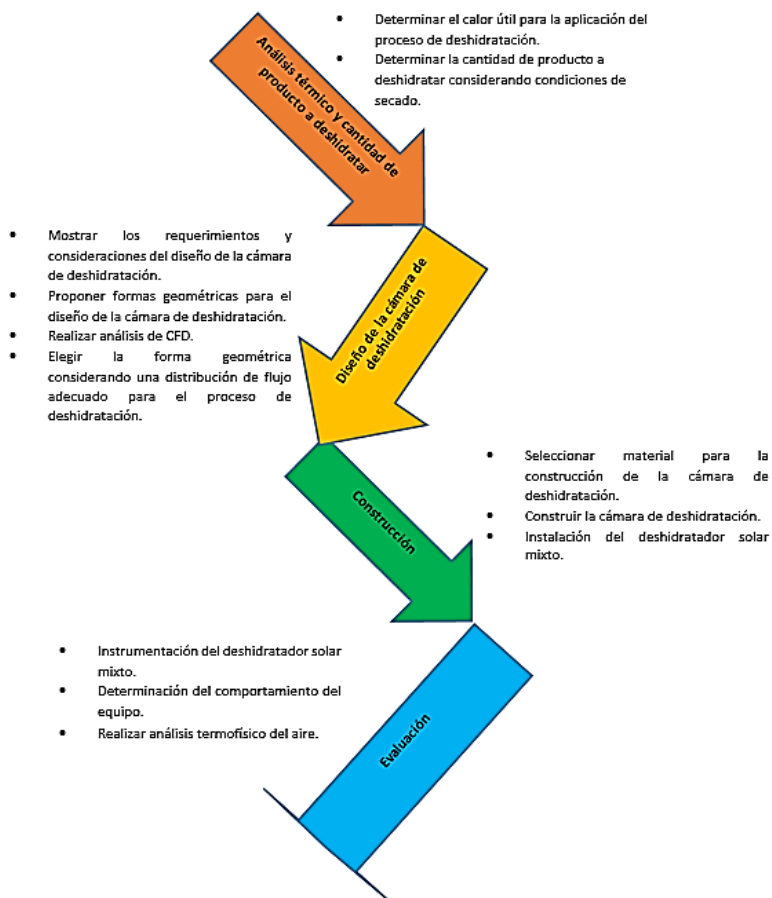 • Determinar el calor útil para la aplicación del
proceso de deshidratación.
• Determinar la cantidad de producto a
deshidratar considerando condiciones de
secado.
Análisis térmico y cantidad de
producto a deshidratar
• Mostrar los requerimientos y
consideraciones del diseño de la cámara
de deshidratación.
• Proponer formas geométricas para el
diseño de la cámara de deshidratación.
• Realizar análisis de CFD.
• Elegir la forma geométrica
considerando una distribución de flujo
adecuado para el proceso de
deshidratación.
Diseño de la cámara de
deshidratación
• Seleccionar material para la
construcción de la cámara de
deshidratación.
• Construir la cámara de deshidratación.
• Instalación del deshidratador solar
mixto.
Construcción
• Instrumentación del deshidratador solar
mixto.
• Determinación del comportamiento del
equipo.
• Realizar análisis termofísico del aire.
Evaluación